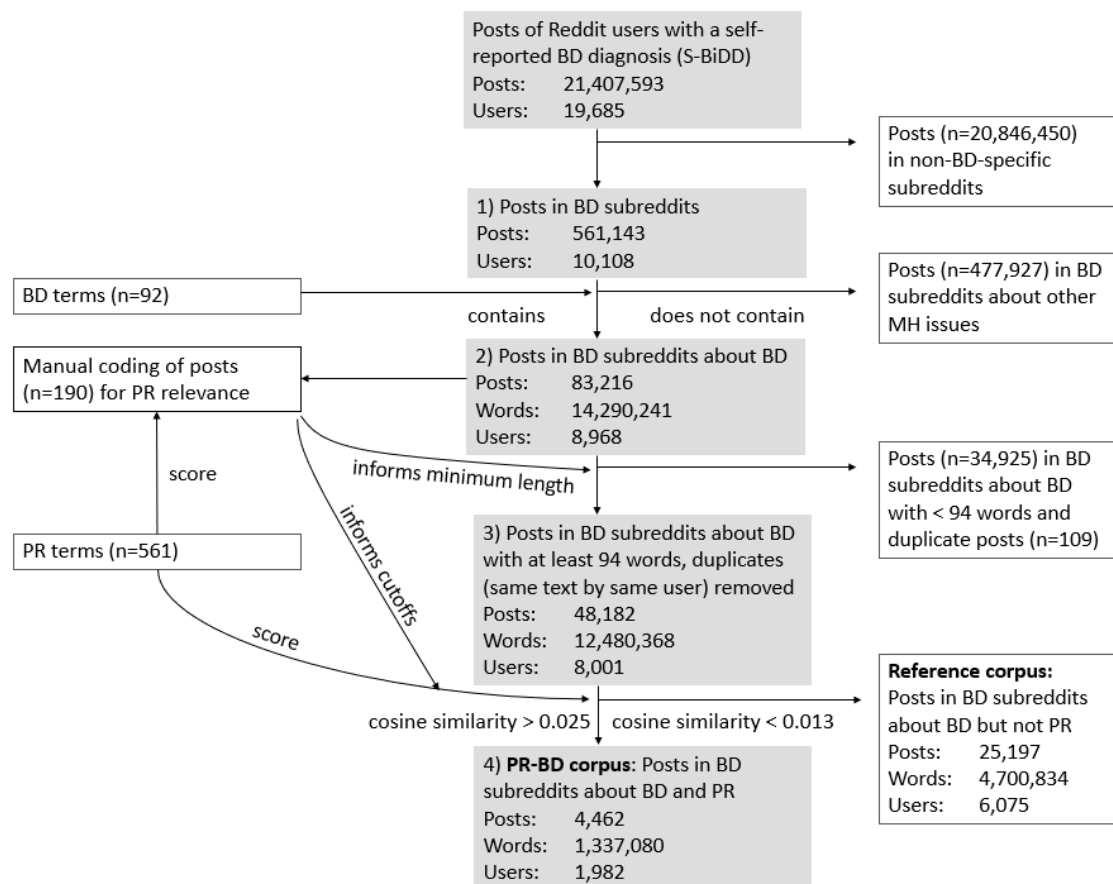 Posts of Reddit users with a self-
reported BD diagnosis (S-BiDD)
Posts: 21,407,593
Users: 19,685
Posts (n=20,846,450)
in non-BD-specific
subreddits
1) Posts in BD subreddits
Posts: 561,143
Users: 10,108
BD terms (n=92)
contains
does not contain
Posts (n=477,927) in BD
subreddits about other
MH issues
2) Posts in BD subreddits about BD
Posts: 83,216
Words: 14,290,241
Users: 8,968
Manual coding of posts
(n=190) for PR relevance
score
informs minimum length
informs cutoffs
Posts (n=34,925) in BD
subreddits about BD
with < 94 words and
duplicate posts (n=109)
PR terms (n=561)
score
3) Posts in BD subreddits about BD
with at least 94 words, duplicates
(same text by same user) removed
Posts: 48,182
Words: 12,480,368
Users: 8,001
cosine similarity > 0.025
cosine similarity < 0.013
Reference corpus:
Posts in BD subreddits
about BD but not PR
Posts: 25,197
Words: 4,700,834
Users: 6,075
4) PR-BD corpus: Posts in BD
subreddits about BD and PR
Posts: 4,462
Words: 1,337,080
Users: 1,982